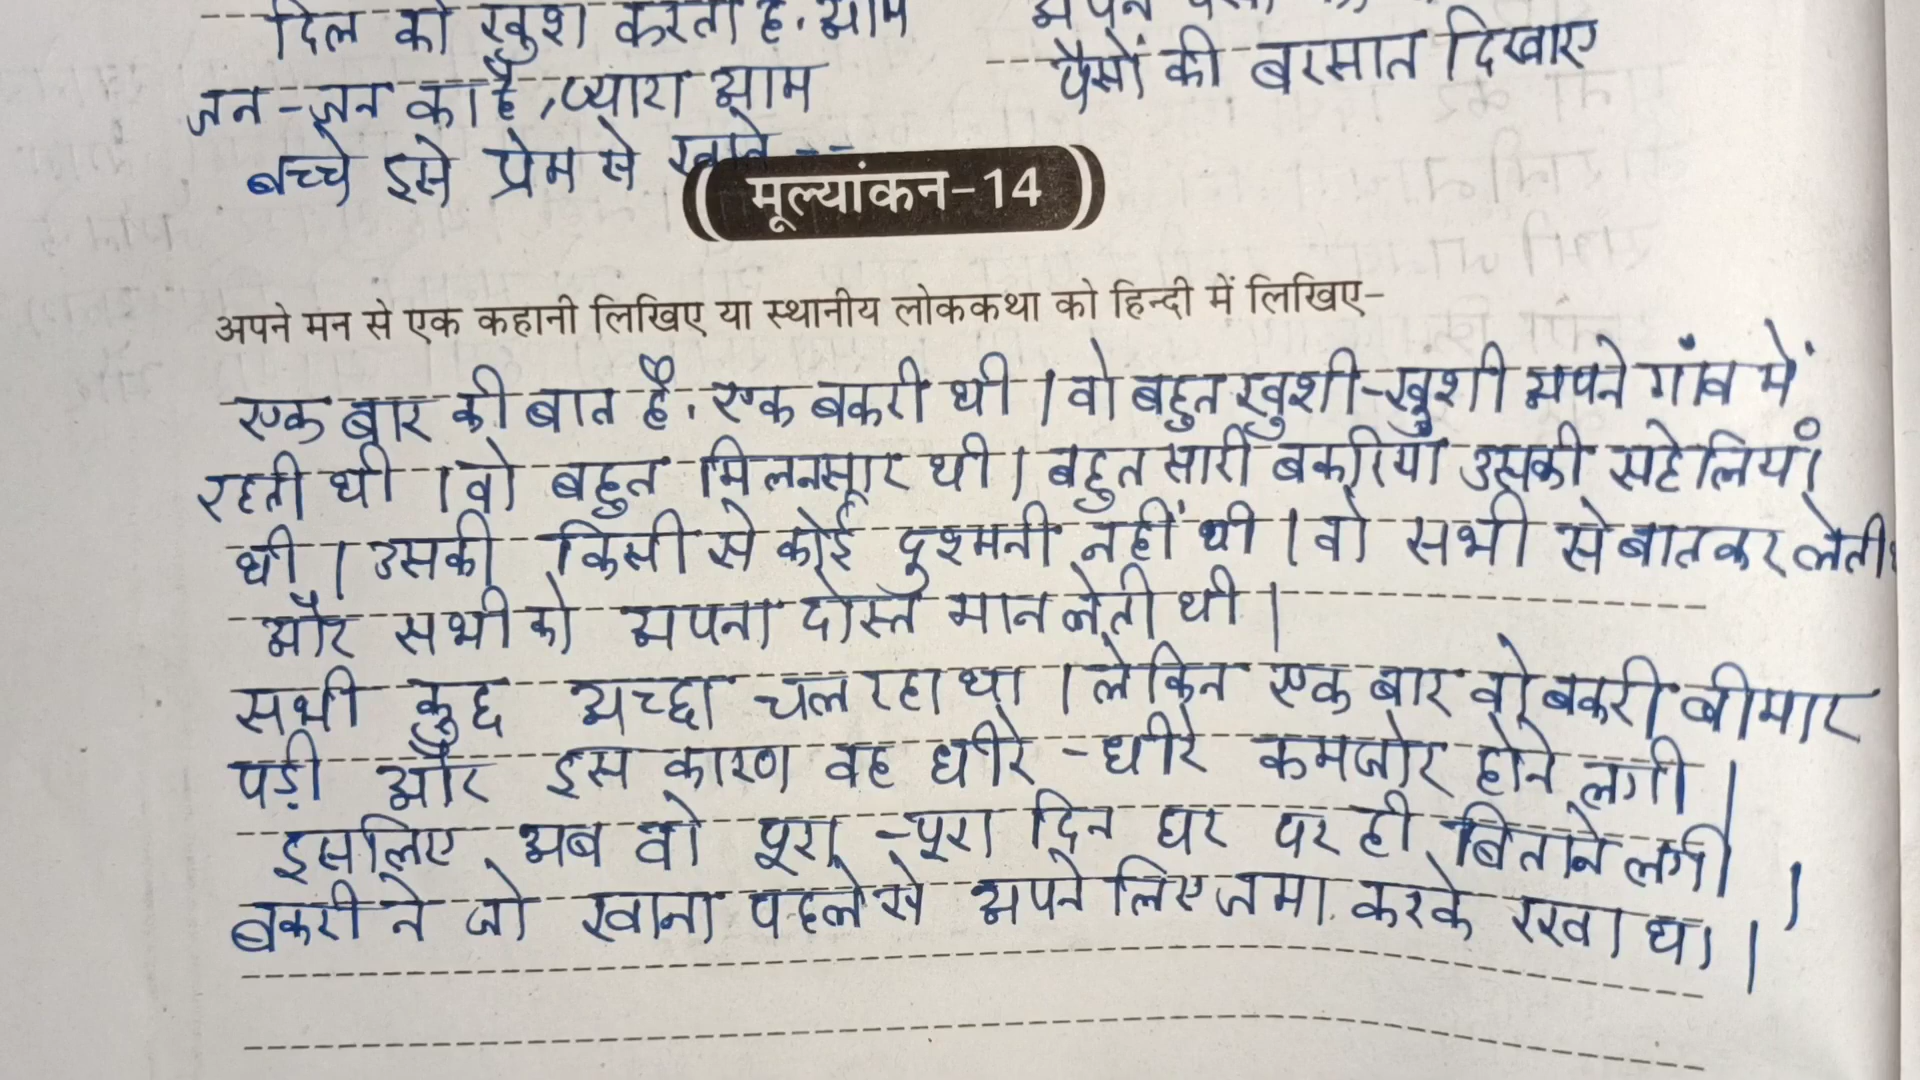 दिल को खुश करता है. आम
पैसों की बरसात दिखाए
जन-जन का है, प्यारा आम
बच्चे इसे प्रेम से खाते --
मूल्यांकन-14
अपने मन से एक कहानी लिखिए या स्थानीय लोककथा को हिन्दी में लिखिए-
एक बार की बात है. एक बकरी थी । वो बहुत खुशी-खुशी अपने गांव में
रहती थी । वो बहुत मिलनसार थी । बहुत सारी बकरियाँ उसकी सहेलियां
थी । उसकी किसी से कोई दुश्मनी नहीं थी । वो सभी से बात कर लेती
और सभी को अपना दोस्त मान लेती थी ।
सभी कुछ अच्छा चल रहा था । लेकिन एक बार वो बकरी बीमार
पड़ी और इस कारण वह धीरे-धीरे कमजोर होने लगी ।
इसलिए अब वो पूरा-पूरा दिन घर पर ही बिताने लगी ।
बकरी ने जो खाना पहले से अपने लिए जमा करके रखा था ।